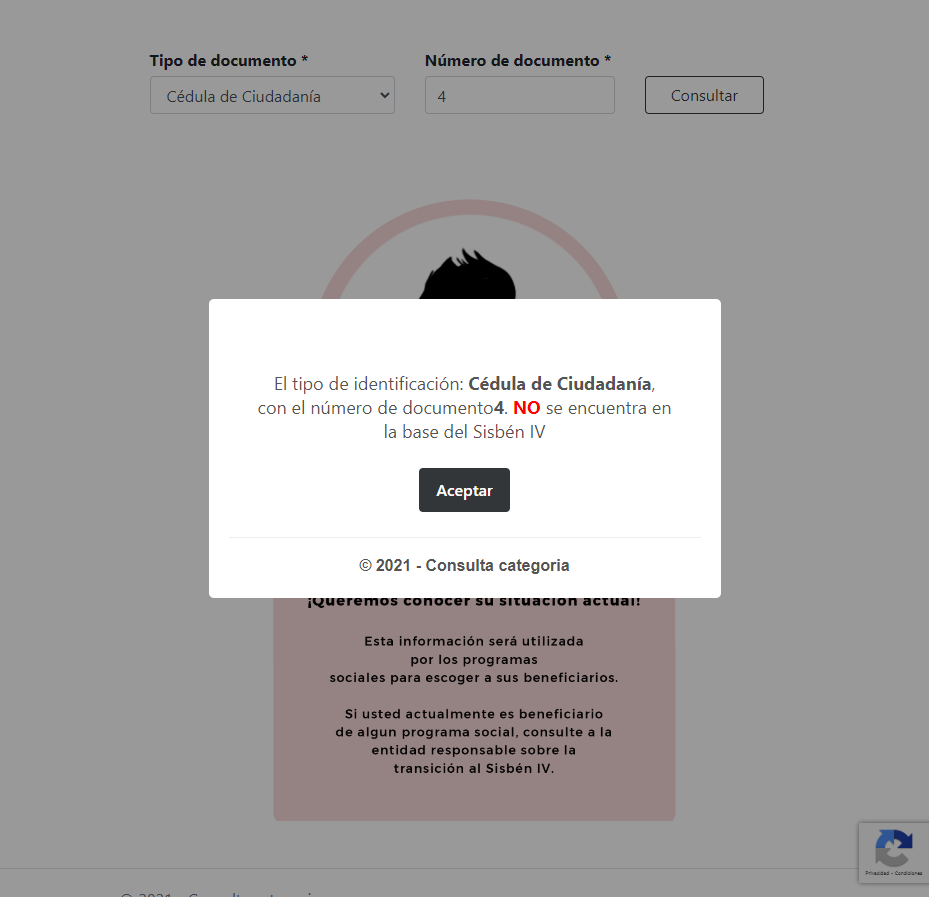 Tipo de documento *
Número de documento *
Cédula de Ciudadanía
4
Consultar
El tipo de identificación: Cédula de Ciudadanía,
con el número de documento4. NO se encuentra en
la base del Sisbén IV
Aceptar
© 2021 - Consulta categoria
¡Queremos conocer su situación actual!
Esta información será utilizada
por los programas
sociales para escoger a sus beneficiarios.
Si usted actualmente es beneficiario
de algun programa social, consulte a la
entidad responsable sobre la
transición al Sisbén IV.
Privacidad - Condiciones
© 2021 - Consulta categoria